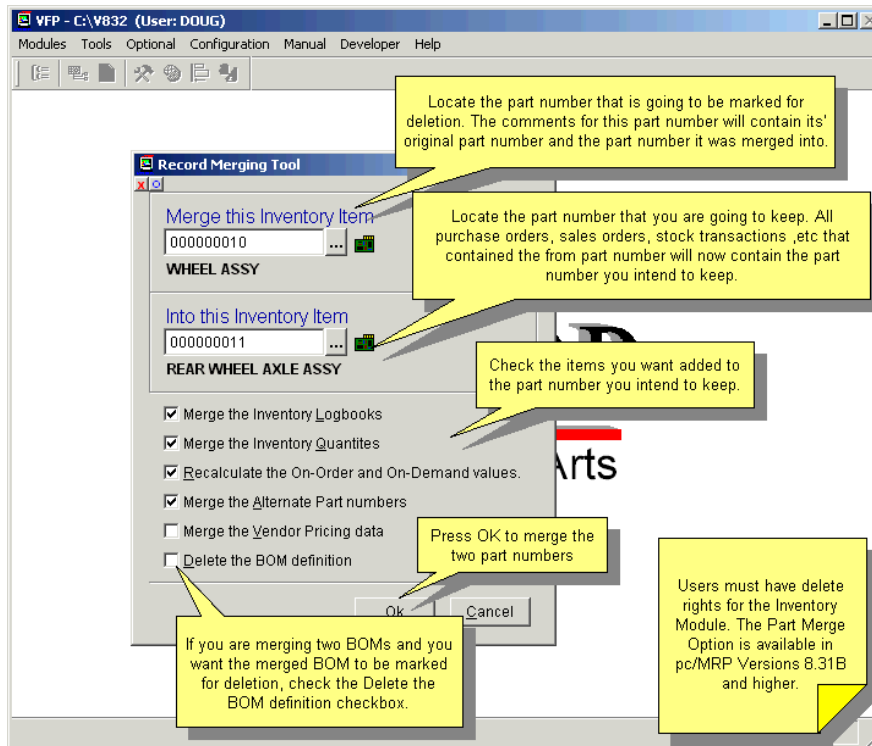 VFP - C:\V832 (User: DOUG)
Modules Tools Optional Configuration Manual Developer Help
Locate the part number that is going to be marked for
deletion. The comments for this part number will contain its'
original part number and the part number it was merged into.
Record Merging Tool
Merge this Inventory Item
000000010 ...
WHEEL ASSY
Locate the part number that you are going to keep. All
purchase orders, sales orders, stock transactions ,etc that
contained the from part number will now contain the part
number you intend to keep.
Into this Inventory Item
000000011 ...
REAR WHEEL AXLE ASSY
Check the items you want added to
the part number you intend to keep.
Merge the Inventory Logbooks
Merge the Inventory Quantites
Recalculate the On-Order and On-Demand values.
Merge the Alternate Part numbers
Merge the Vendor Pricing data
Delete the BOM definition
Arts
Press OK to merge the
two part numbers
Ok Cancel
If you are merging two BOMs and you
want the merged BOM to be marked
for deletion, check the Delete the
BOM definition checkbox.
Users must have delete
rights for the Inventory
Module. The Part Merge
Option is available in
pc/MRP Versions 8.31B
and higher.